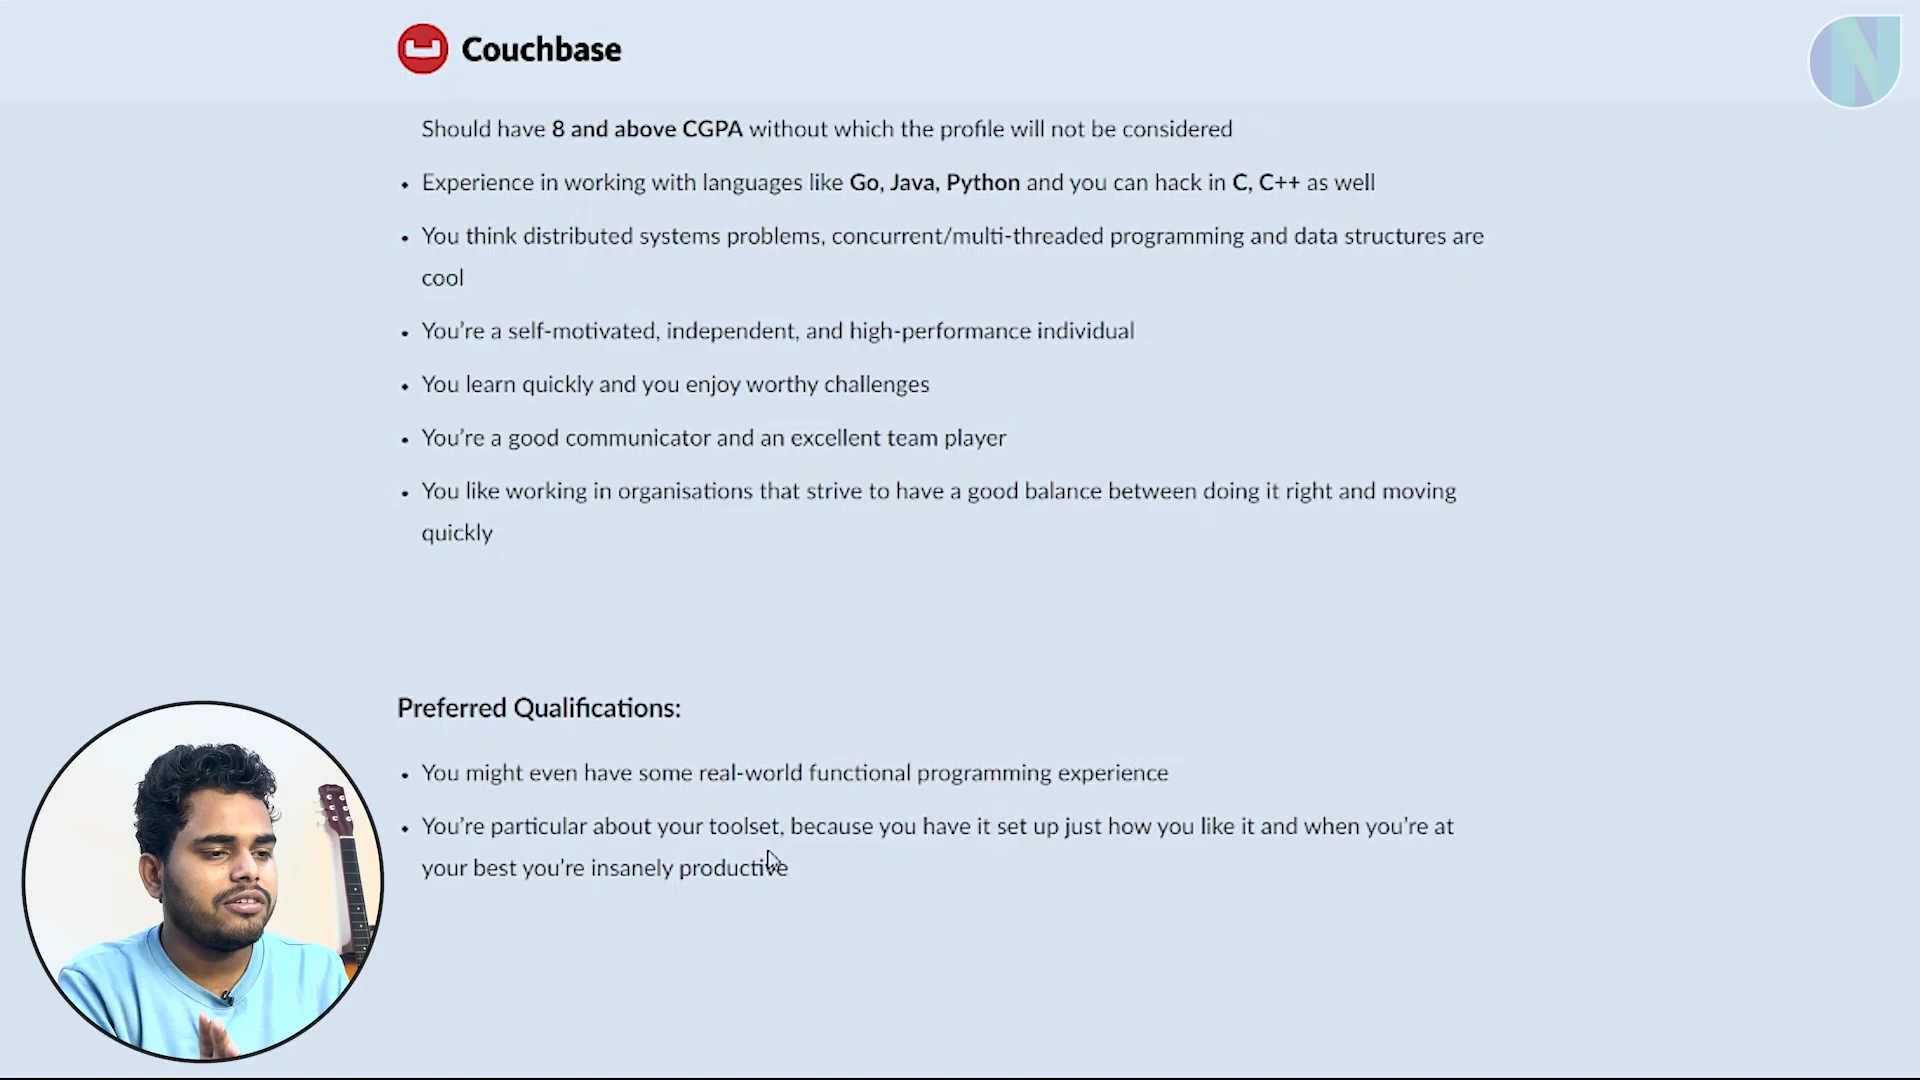 Couchbase
Should have 8 and above CGPA without which the profile will not be considered
• Experience in working with languages like Go, Java, Python and you can hack in C, C++ as well
• You think distributed systems problems, concurrent/multi-threaded programming and data structures are
cool
• You’re a self-motivated, independent, and high-performance individual
• You learn quickly and you enjoy worthy challenges
• You’re a good communicator and an excellent team player
• You like working in organisations that strive to have a good balance between doing it right and moving
quickly
Preferred Qualifications:
• You might even have some real-world functional programming experience
• You’re particular about your toolset, because you have it set up just how you like it and when you’re at
your best you’re insanely productive
N